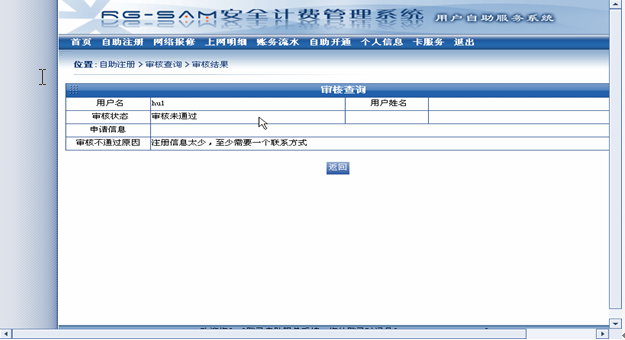 RG-SAM安全计费管理系统 用户自助服务系统
首页 自助注册 网络报修 上网明细 账务流水 自助开通 个人信息 卡服务 退出
位置:自助注册>审核查询>审核结果
审核查询
用户名 hu1 用户姓名
审核状态 审核未通过
申请信息
审核不通过原因 注册信息太少，至少需要一个联系方式
返回